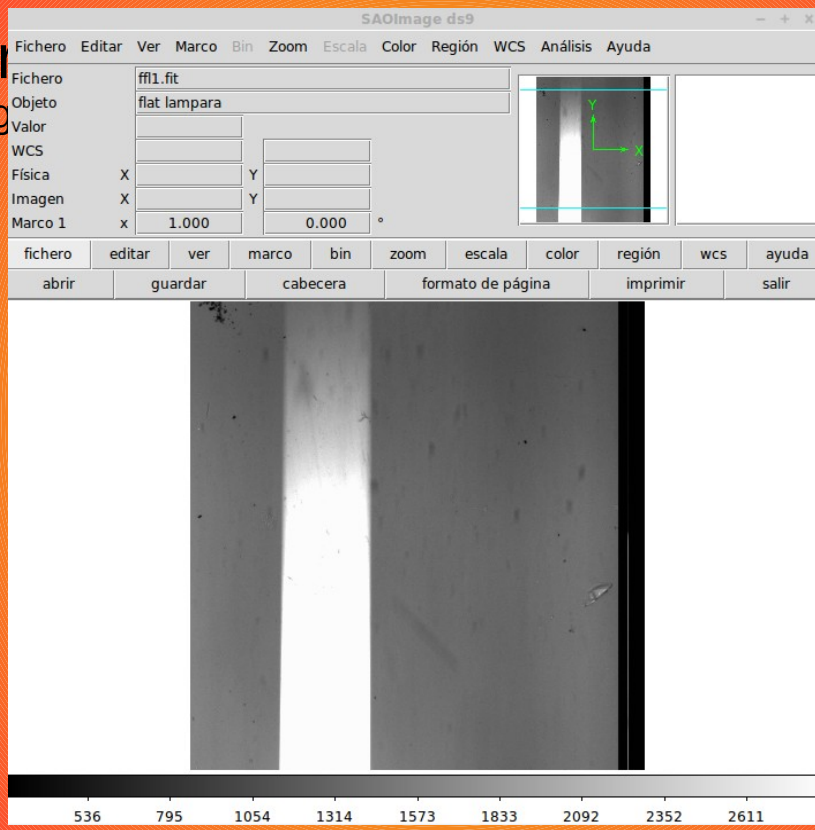 SAOImage ds9
Fichero Editar Ver Marco Bin Zoom Escala Color Región WCS Análisis Ayuda
Fichero ffl1.fit
Objeto flat lampara
Valor
WCS
Física X Y
Imagen X Y
Marco 1 x 1.000 0.000 °
Y
X
fichero editar ver marco bin zoom escala color región wcs ayuda
abrir guardar cabecera formato de página imprimir salir
536 795 1054 1314 1573 1833 2092 2352 2611